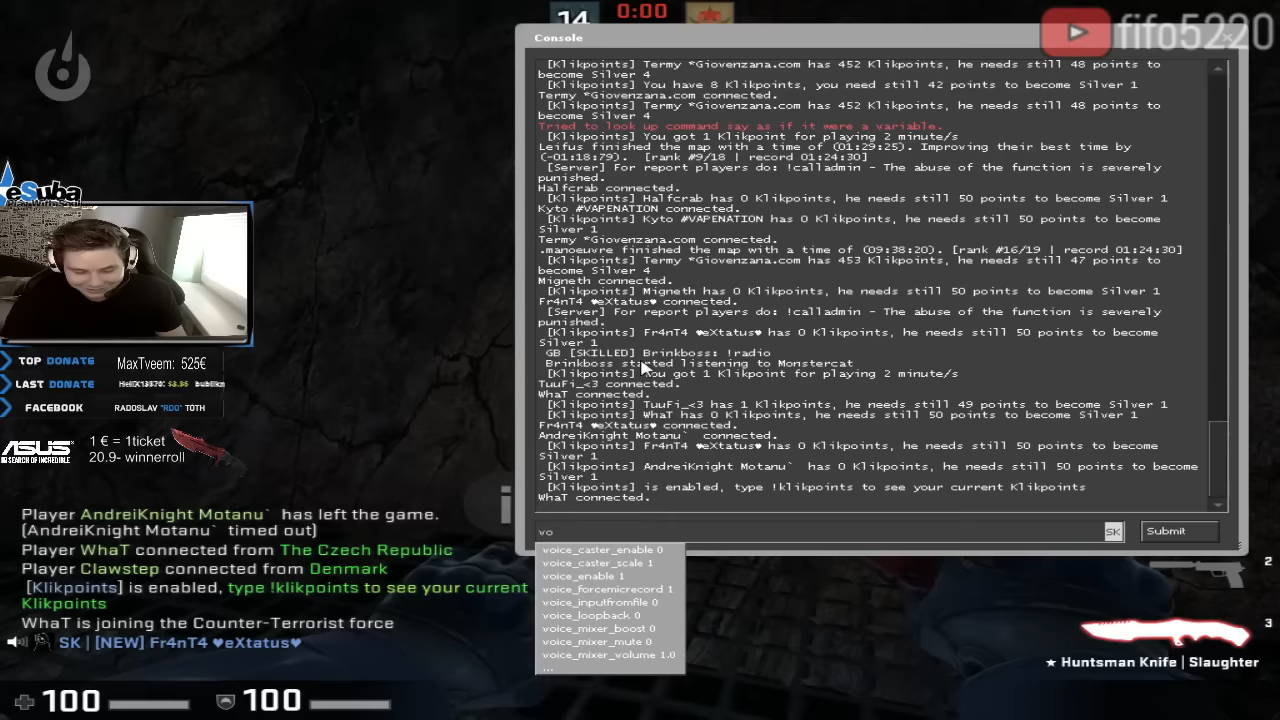 14
0:00
fifo5220
Console
[Klikpoints] Termy *Giovenzana.com has 452 Klikpoints, he needs still 48 points to
become Silver 4
[Klikpoints] You have 8 Klikpoints, you need still 42 points to become Silver 1
Termy *Giovenzana.com connected.
[Klikpoints] Termy *Giovenzana.com has 452 Klikpoints, he needs still 48 points to
become Silver 4
Tried to look up command say as if it were a variable.
[Klikpoints] You got 1 Klikpoint for playing 2 minute/s
Leifus finished the map with a time of (01:29:25). Improving their best time by
(-01:18:79). [rank #9/18 | record 01:24:30]
[Server] For report players do: !calladmin - The abuse of the function is severely
punished.
Halfcrab connected.
[Klikpoints] Halfcrab has 0 Klikpoints, he needs still 50 points to become Silver 1
Kyto #VAPENATION connected.
[Klikpoints] Kyto #VAPENATION has 0 Klikpoints, he needs still 50 points to become
Silver 1
Termy *Giovenzana.com connected.
.manoeuvre finished the map with a time of (09:38:20). [rank #16/19 | record 01:24:30]
[Klikpoints] Termy *Giovenzana.com has 453 Klikpoints, he needs still 47 points to
become Silver 4
Migneth connected.
[Klikpoints] Migneth has 0 Klikpoints, he needs still 50 points to become Silver 1
Fr4nT4 ♥eXtatus♥ connected.
[Server] For report players do: !calladmin - The abuse of the function is severely
punished.
[Klikpoints] Fr4nT4 ♥eXtatus♥ has 0 Klikpoints, he needs still 50 points to become
Silver 1
GB [SKILLED] Brinkboss: !radio
Brinkboss started listening to Monstercat
[Klikpoints] You got 1 Klikpoint for playing 2 minute/s
TuuFi_<3 connected.
WhaT connected.
[Klikpoints] TuuFi_<3 has 1 Klikpoints, he needs still 49 points to become Silver 1
[Klikpoints] WhaT has 0 Klikpoints, he needs still 50 points to become Silver 1
Fr4nT4 ♥eXtatus♥ connected.
AndreiKnight Motanu` connected.
[Klikpoints] Fr4nT4 ♥eXtatus♥ has 0 Klikpoints, he needs still 50 points to become
Silver 1
[Klikpoints] AndreiKnight Motanu` has 0 Klikpoints, he needs still 50 points to become
Silver 1
[Klikpoints] is enabled, type !klikpoints to see your current Klikpoints
WhaT connected.
vo
SK
Submit
voice_caster_enable 0
voice_caster_scale 1
voice_enable 1
voice_forcemicrecord 1
voice_inputfromfile 0
voice_loopback 0
voice_mixer_boost 0
voice_mixer_mute 0
voice_mixer_volume 1.0
...
eSuba
TOP DONATE MaxTveem: 525€
LAST DONATE
FACEBOOK RADOSLAV "RDO" TOTH
ASUS
IN SEARCH OF INCREDIBLE
1 € = 1ticket
20.9- winnerroll
Player AndreiKnight Motanu` has left the game.
(AndreiKnight Motanu` timed out)
Player WhaT connected from The Czech Republic
Player Clawstep connected from Denmark
[Klikpoints] is enabled, type !klikpoints to see your current
Klikpoints
WhaT is joining the Counter-Terrorist force
SK | [NEW] Fr4nT4 ♥eXtatus♥
100
100
2
3
★ Huntsman Knife | Slaughter